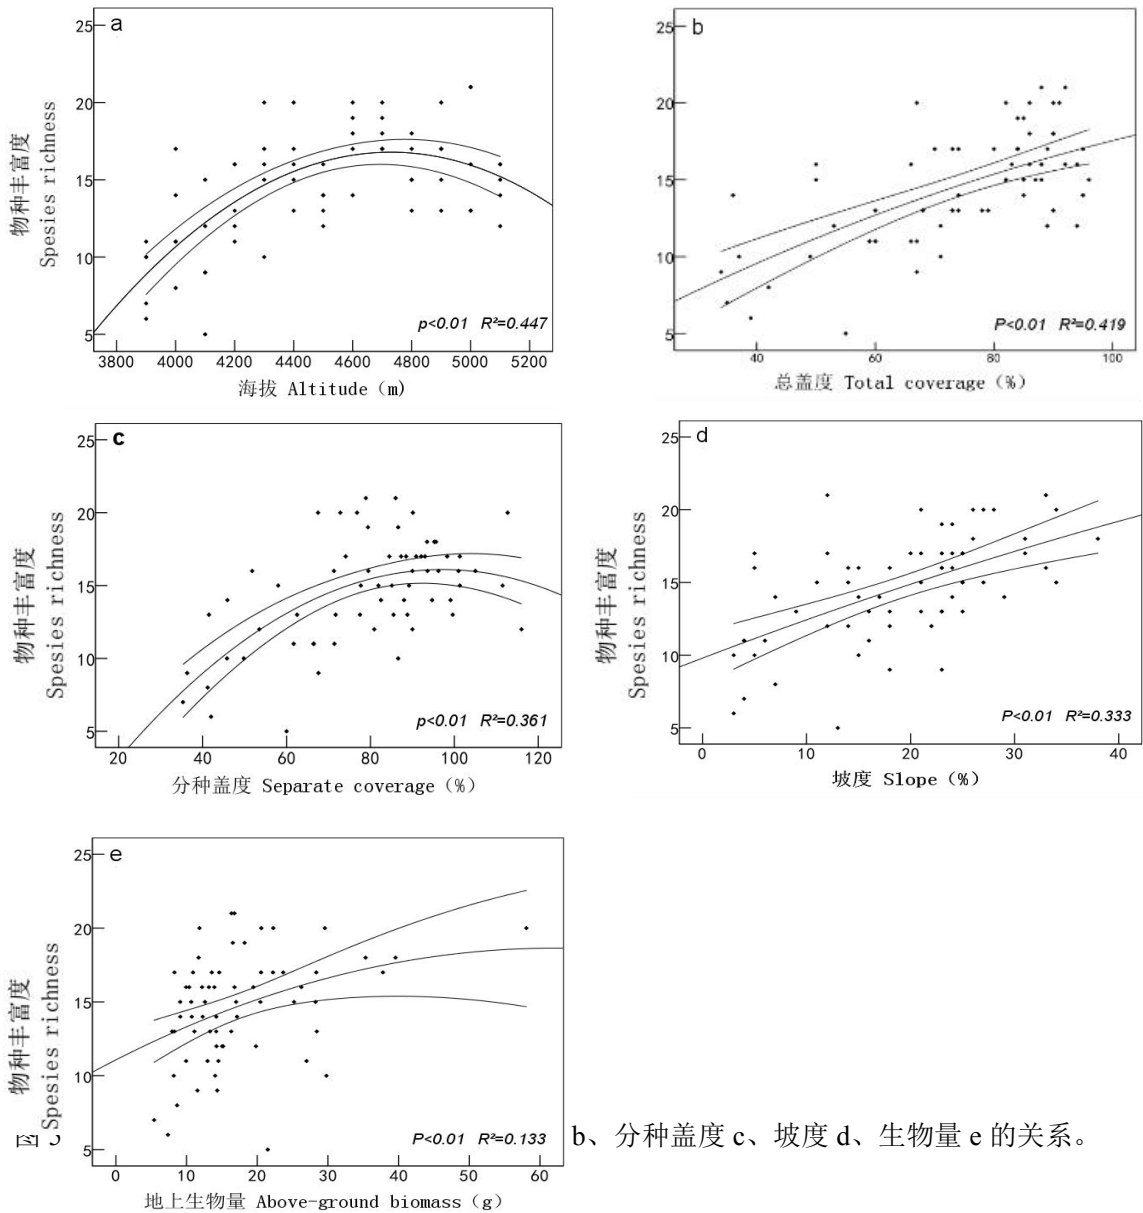 a
25
20
15
10
5
物种丰富度
Spesies richness
p<0.01 R²=0.447
3800 4000 4200 4400 4600 4800 5000 5200
海拔 Altitude（m)
b
25
20
15
10
5
物种丰富度
Spesies richness
P<0.01 R²=0.419
40 60 80 100
总盖度 Total coverage（%）
c
25
20
15
10
5
物种丰富度
Spesies richness
p<0.01 R²=0.361
20 40 60 80 100 120
分种盖度 Separate coverage（%）
d
25
20
15
10
5
物种丰富度
Spesies richness
P<0.01 R²=0.333
0 10 20 30 40
坡度 Slope（%）
e
25
20
15
10
5
物种丰富度
Spesies richness
P<0.01 R²=0.133
0 10 20 30 40 50 60
地上生物量 Above-ground biomass（g）
b、分种盖度 c、坡度 d、生物量 e 的关系。